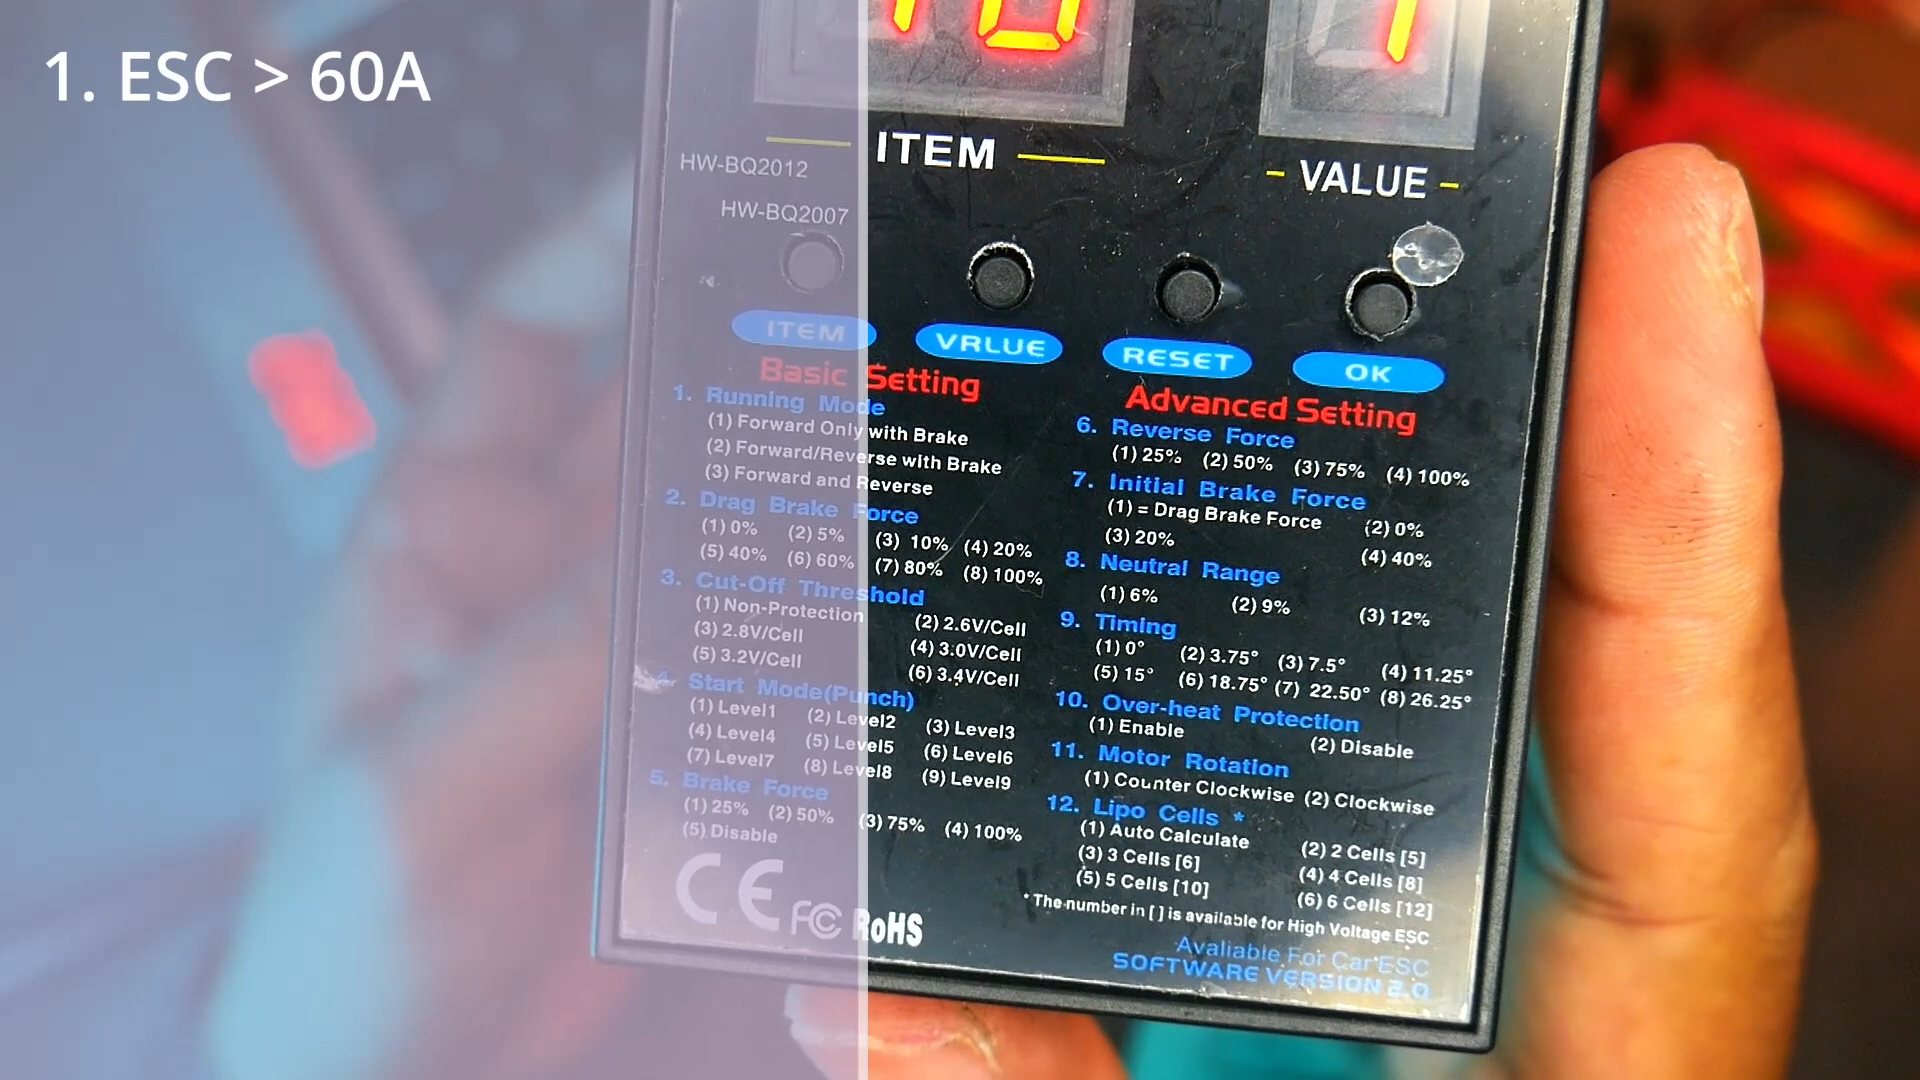 1. ESC > 60A
10 1
ITEM
VALUE
HW-BQ2012
HW-BQ2007
ITEM VRLUE RESET OK
Basic Setting
1. Running Mode
(1) Forward Only with Brake
(2) Forward/Reverse with Brake
(3) Forward and Reverse
2. Drag Brake Force
(1) 0% (2) 5% (3) 10% (4) 20%
(5) 40% (6) 60% (7) 80% (8) 100%
3. Cut-Off Threshold
(1) Non-Protection (2) 2.6V/Cell
(3) 2.8V/Cell (4) 3.0V/Cell
(5) 3.2V/Cell (6) 3.4V/Cell
4. Start Mode(Punch)
(1) Level1 (2) Level2 (3) Level3
(4) Level4 (5) Level5 (6) Level6
(7) Level7 (8) Level8 (9) Level9
5. Brake Force
(1) 25% (2) 50% (3) 75% (4) 100%
(5) Disable
CE FC RoHS
Advanced Setting
6. Reverse Force
(1) 25% (2) 50% (3) 75% (4) 100%
7. Initial Brake Force
(1) = Drag Brake Force (2) 0%
(3) 20% (4) 40%
8. Neutral Range
(1) 6% (2) 9% (3) 12%
9. Timing
(1) 0° (2) 3.75° (3) 7.5° (4) 11.25°
(5) 15° (6) 18.75° (7) 22.50° (8) 26.25°
10. Over-heat Protection
(1) Enable (2) Disable
11. Motor Rotation
(1) Counter Clockwise (2) Clockwise
12. Lipo Cells *
(1) Auto Calculate (2) 2 Cells [5]
(3) 3 Cells [6] (4) 4 Cells [8]
(5) 5 Cells [10] (6) 6 Cells [12]
* The number in [ ] is available for High Voltage ESC
Avaliable For Car ESC
SOFTWARE VERSION 2.0